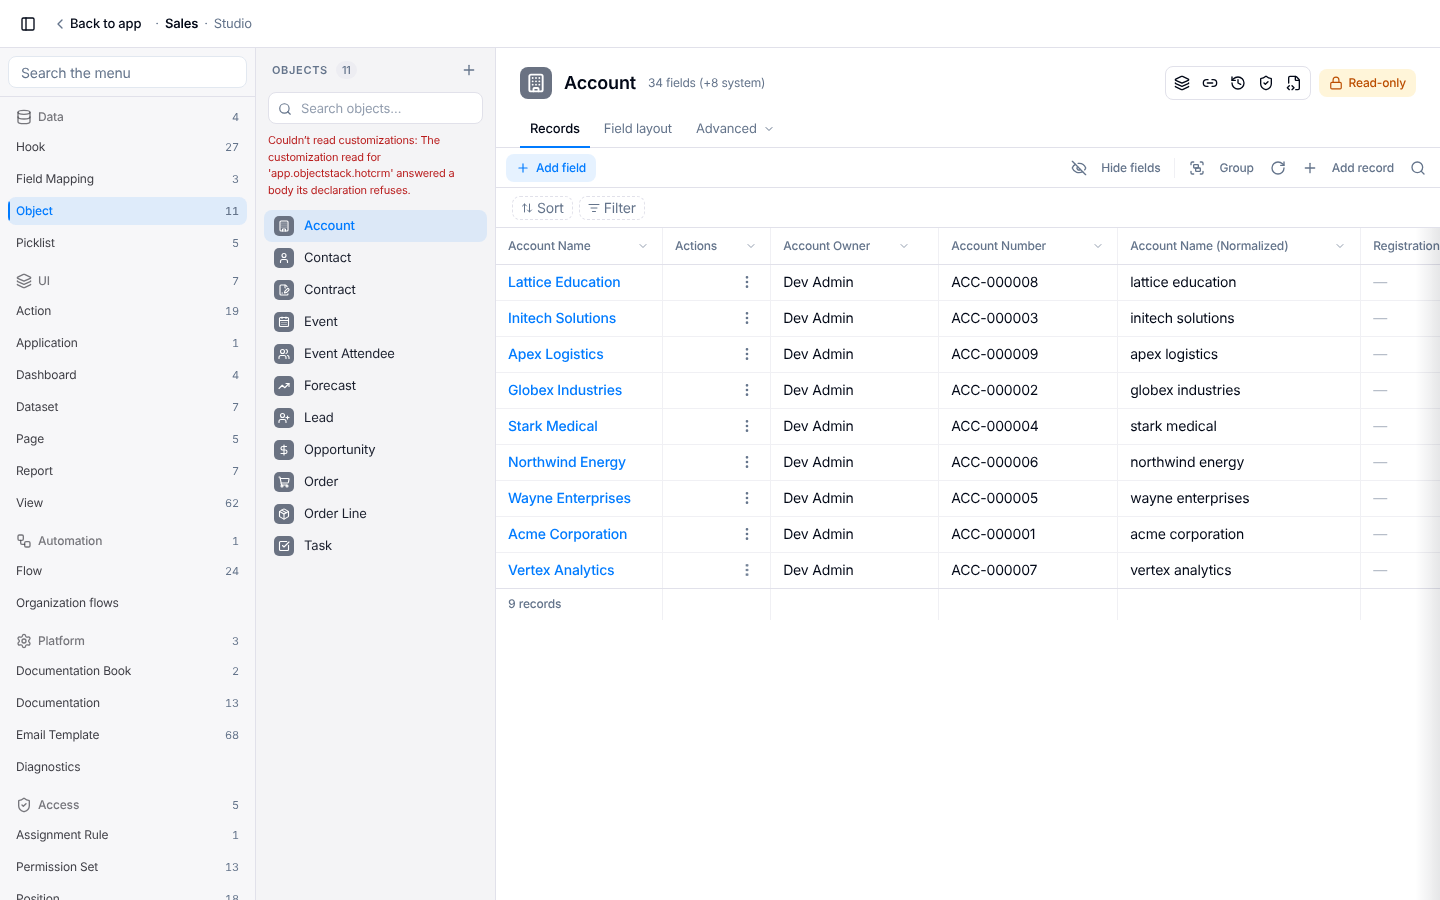 Back to app · Sales · Studio
Search the menu
Data 4
Hook 27
Field Mapping 3
Object 11
Picklist 5
UI 7
Action 19
Application 1
Dashboard 4
Dataset 7
Page 5
Report 7
View 62
Automation 1
Flow 24
Organization flows
Platform 3
Documentation Book 2
Documentation 13
Email Template 68
Diagnostics
Access 5
Assignment Rule 1
Permission Set 13
Position 18
OBJECTS 11
Search objects...
Couldn't read customizations: The
customization read for
'app.objectstack.hotcrm' answered a
body its declaration refuses.
Account
Contact
Contract
Event
Event Attendee
Forecast
Lead
Opportunity
Order
Order Line
Task
Account 34 fields (+8 system)
Read-only
Records Field layout Advanced
Add field Hide fields Group Add record
Sort Filter
Account Name Actions Account Owner Account Number Account Name (Normalized) Registration
Lattice Education Dev Admin ACC-000008 lattice education —
Initech Solutions Dev Admin ACC-000003 initech solutions —
Apex Logistics Dev Admin ACC-000009 apex logistics —
Globex Industries Dev Admin ACC-000002 globex industries —
Stark Medical Dev Admin ACC-000004 stark medical —
Northwind Energy Dev Admin ACC-000006 northwind energy —
Wayne Enterprises Dev Admin ACC-000005 wayne enterprises —
Acme Corporation Dev Admin ACC-000001 acme corporation —
Vertex Analytics Dev Admin ACC-000007 vertex analytics —
9 records